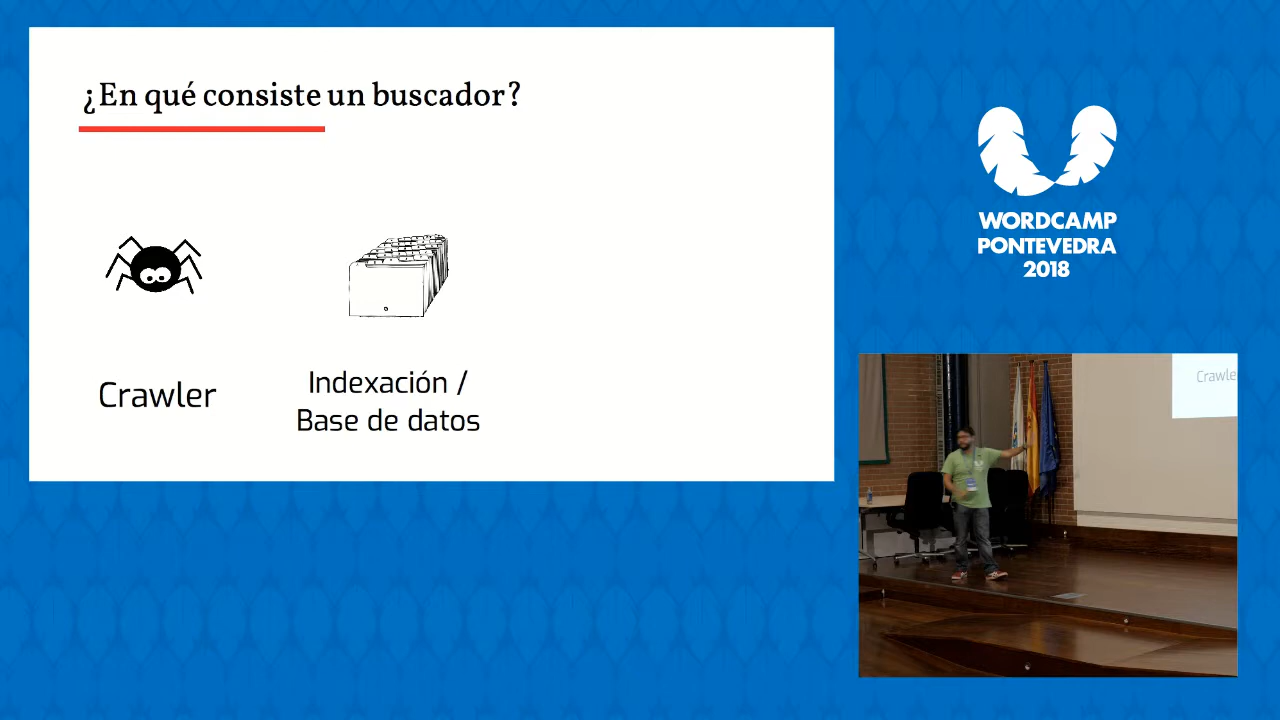 ¿En qué consiste un buscador?
Crawler
Indexación /
Base de datos
WORDCAMP
PONTEVEDRA
2018
Crawle